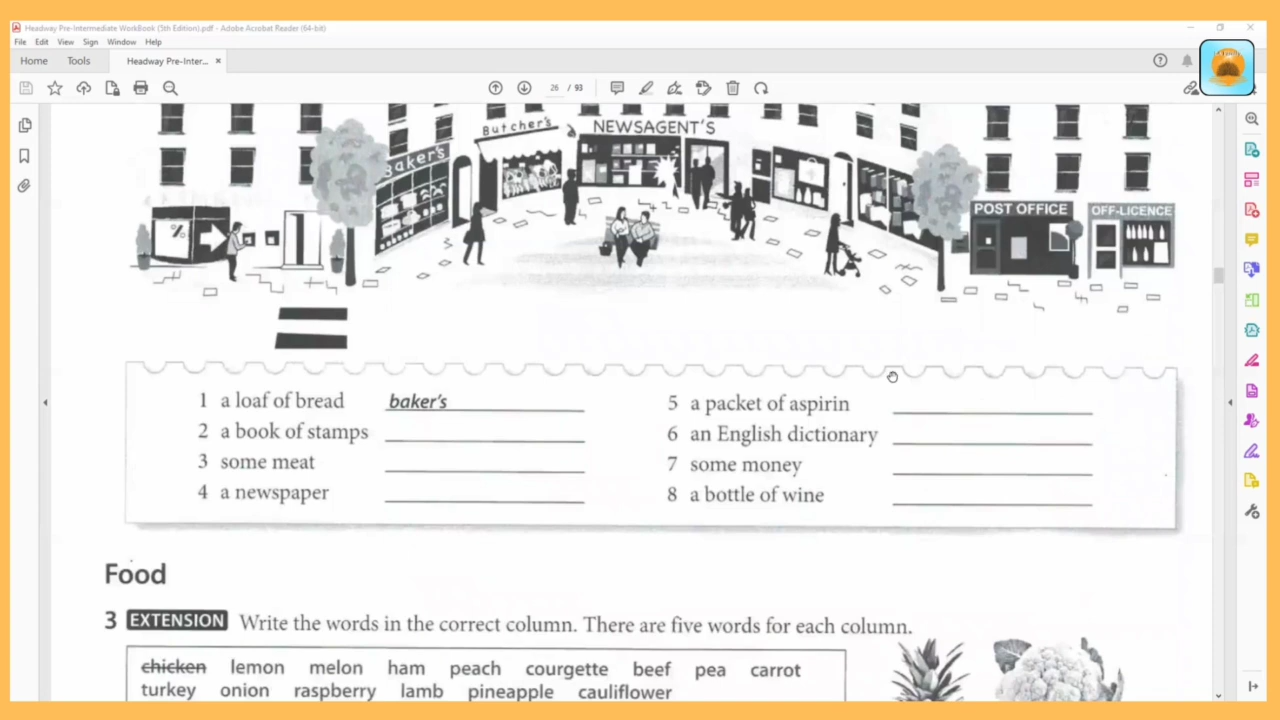 Headway Pre-Intermediate WorkBook (5th Edition).pdf - Adobe Acrobat Reader (64-bit)
File Edit View Sign Window Help
Home Tools Headway Pre-Inter... ×
26 / 93
Baker's
Butcher's
NEWSAGENT'S
POST OFFICE
OFF-LICENCE
%
1 a loaf of bread baker's
2 a book of stamps
3 some meat
4 a newspaper
5 a packet of aspirin
6 an English dictionary
7 some money
8 a bottle of wine
Food
3 EXTENSION Write the words in the correct column. There are five words for each column.
chicken lemon melon ham peach courgette beef pea carrot
turkey onion raspberry lamb pineapple cauliflower